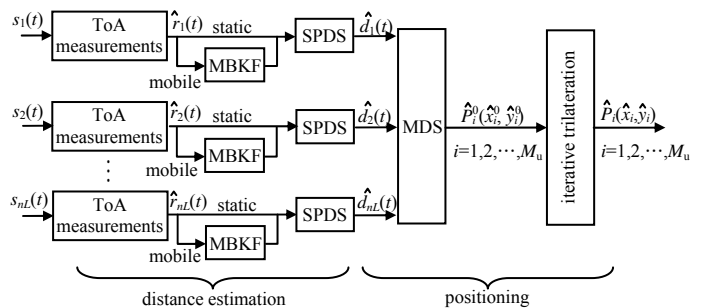 s₁(t)
ToA measurements
r̂₁(t)
static
mobile
MBKF
SPDS
d̂₁(t)
s₂(t)
ToA measurements
r̂₂(t)
static
mobile
MBKF
SPDS
d̂₂(t)
⋮
sₙL(t)
ToA measurements
r̂ₙL(t)
static
mobile
MBKF
SPDS
d̂ₙL(t)
MDS
P̂ᵢ⁰(x̂ᵢ⁰, ŷᵢ⁰)
i=1,2,⋯,Mᵤ
iterative trilateration
P̂ᵢ(x̂ᵢ,ŷᵢ)
i=1,2,⋯,Mᵤ
distance estimation
positioning